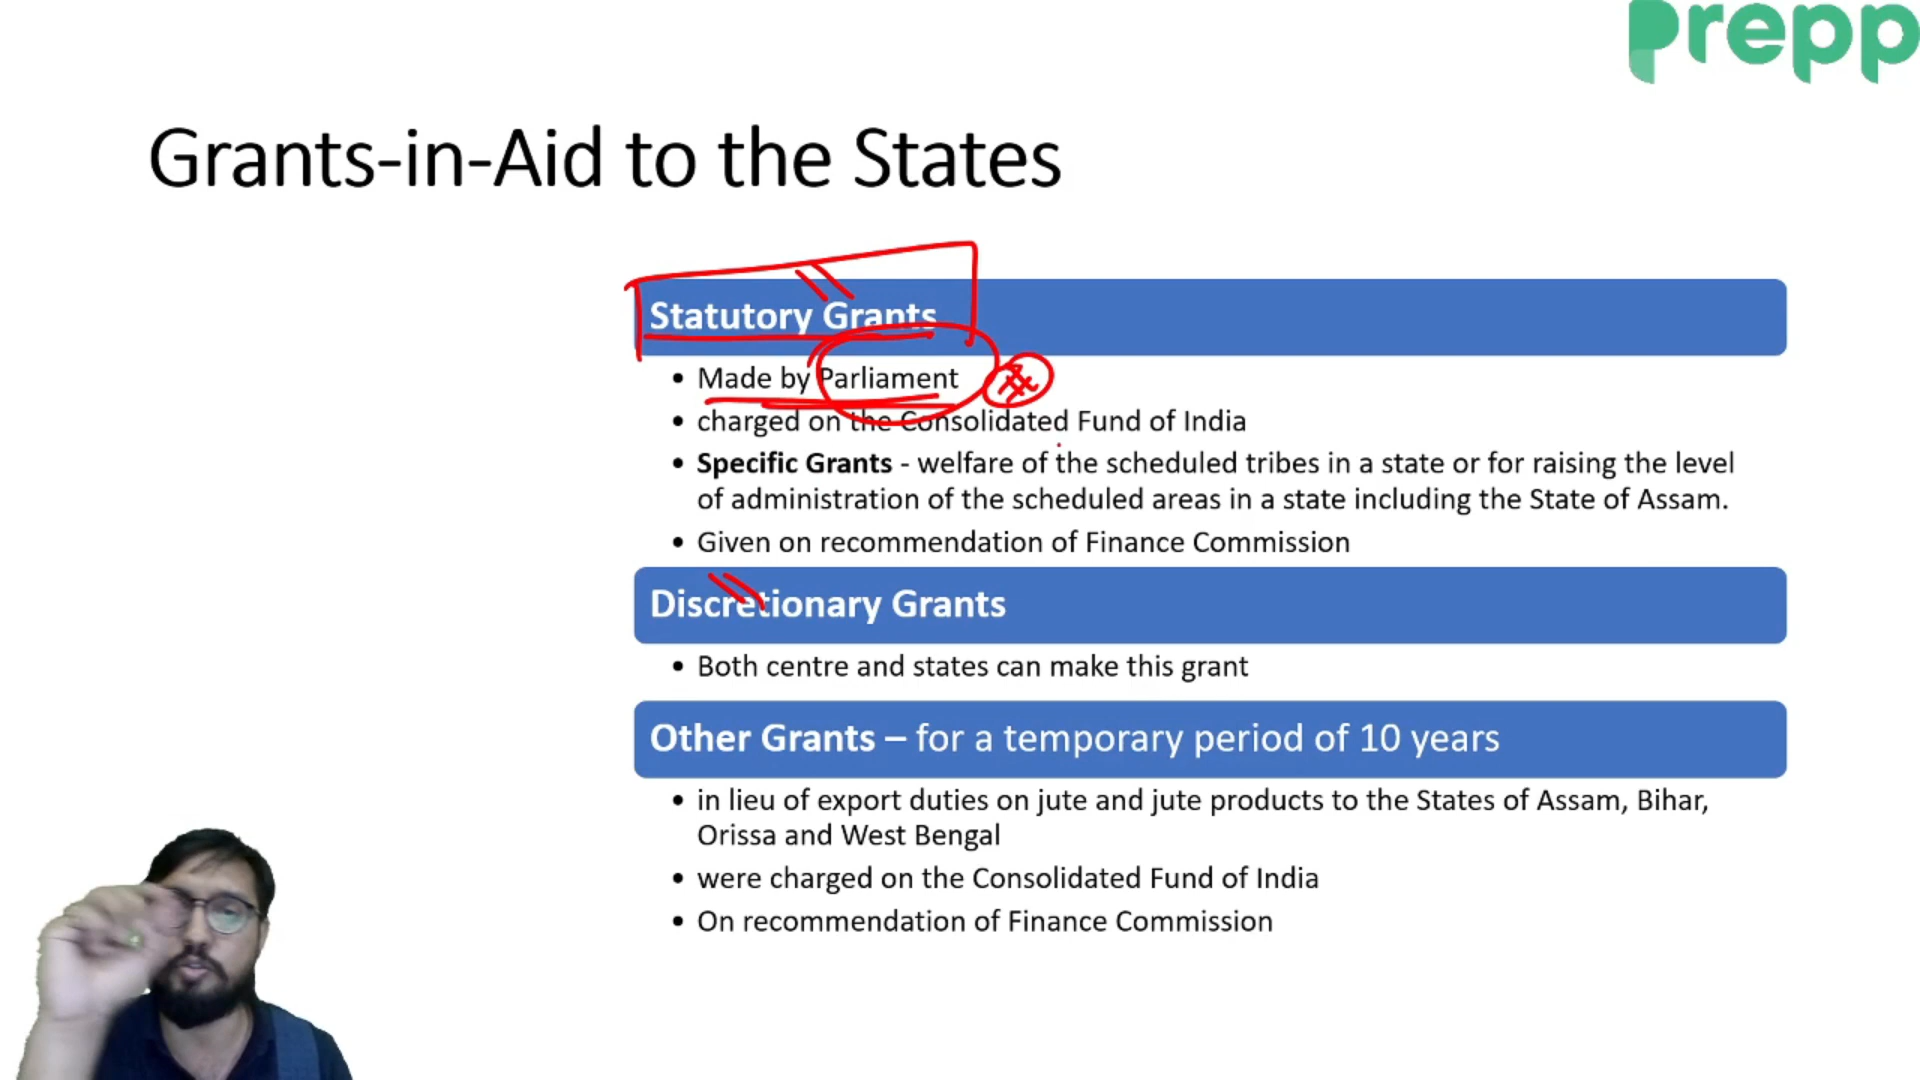 prepp
Grants-in-Aid to the States
Statutory Grants
• Made by Parliament #
• charged on the Consolidated Fund of India
• Specific Grants - welfare of the scheduled tribes in a state or for raising the level
of administration of the scheduled areas in a state including the State of Assam.
• Given on recommendation of Finance Commission
Discretionary Grants
• Both centre and states can make this grant
Other Grants – for a temporary period of 10 years
• in lieu of export duties on jute and jute products to the States of Assam, Bihar,
Orissa and West Bengal
• were charged on the Consolidated Fund of India
• On recommendation of Finance Commission